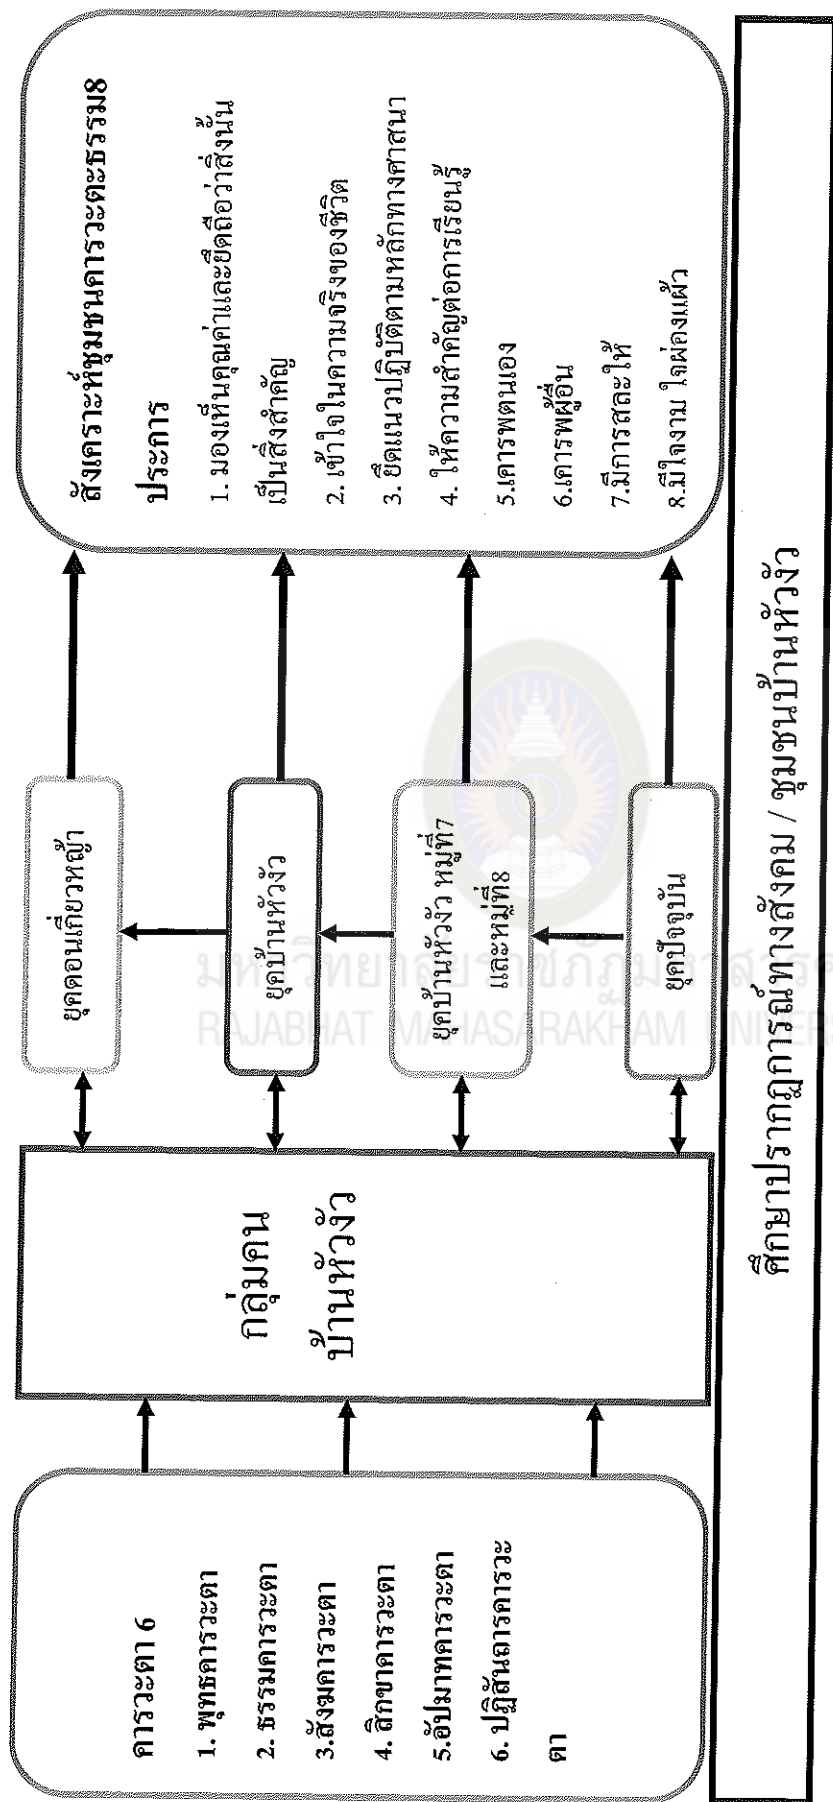 คารวะตา 6
1. พุทธคารวะตา
2. ธรรมคารวะตา
3.สังฆคารวะตา
4. สิกขาคารวะตา
5.อัปมาทคารวะตา
6. ปฏิสันถารคารวะ
ตา
กลุ่มคน
บ้านหัวงัว
ยุคดอนเกี่ยวหญ้า
ยุคบ้านหัวงัว
ยุคบ้านหัวงัว หมู่ที่7
และหมู่ที่8
ยุคปัจจุบัน
สังเคราะห์ชุมชนคารวะตะธรรม8
ประการ
1. มองเห็นคุณค่าและยึดถือว่าสิ่งนั้น
เป็นสิ่งสำคัญ
2. เข้าใจในความจริงของชีวิต
3. ยึดแนวปฏิบัติตามหลักทางศาสนา
4. ให้ความสำคัญต่อการเรียนรู้
5.เคารพตนเอง
6.เคารพผู้อื่น
7.มีการสละให้
8.มีใจงาม ใจผ่องแผ้ว
ศึกษาปรากฏการณ์ทางสังคม / ชุมชนบ้านหัวงัว
มหาวิทยาลัยราชภัฏมหาสารค
RAJABHAT MAHASARAKHAM UNIVERS